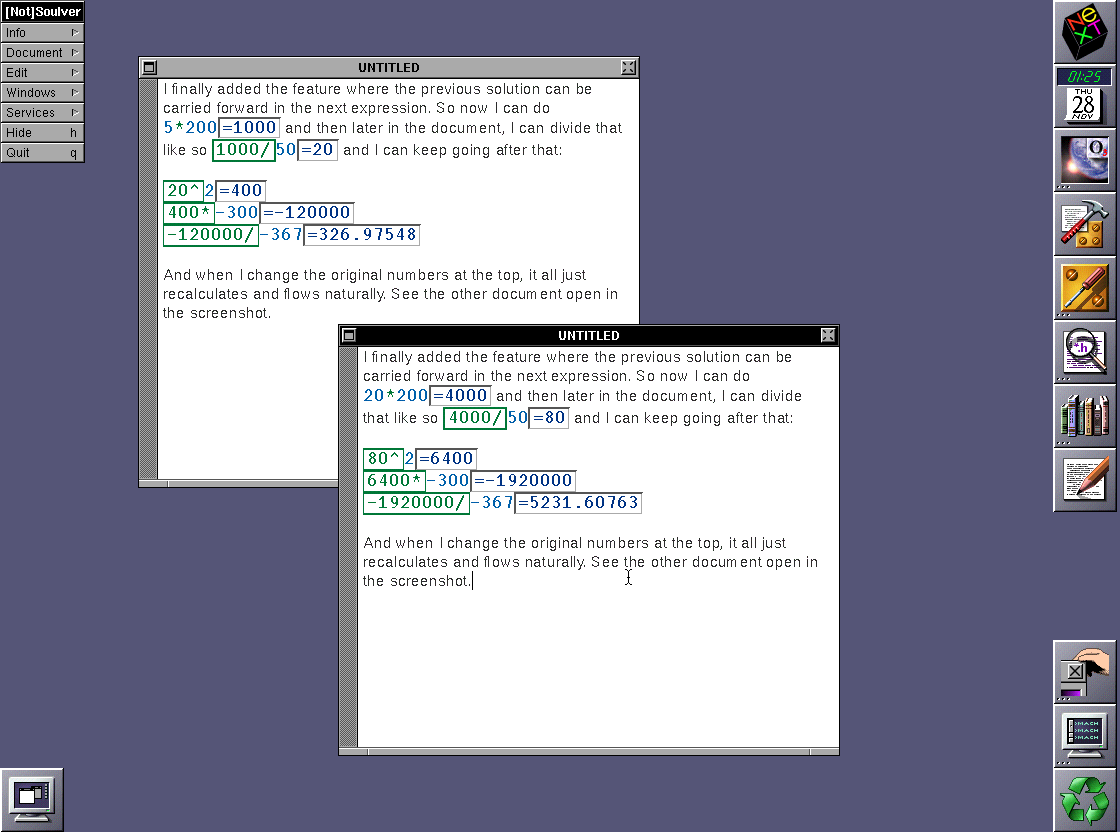 [Not]Soulver
Info
Document
Edit
Windows
Services
Hide h
Quit q
UNTITLED
I finally added the feature where the previous solution can be
carried forward in the next expression. So now I can do
5*200=1000 and then later in the document, I can divide that
like so 1000/50=20 and I can keep going after that:
20^2=400
400*-300=-120000
-120000/-367=326.97548
And when I change the original numbers at the top, it all just
recalculates and flows naturally. See the other document open in
the screenshot.
UNTITLED
I finally added the feature where the previous solution can be
carried forward in the next expression. So now I can do
20*200=4000 and then later in the document, I can divide
that like so 4000/50=80 and I can keep going after that:
80^2=6400
6400*-300=-1920000
-1920000/-367=5231.60763
And when I change the original numbers at the top, it all just
recalculates and flows naturally. See the other document open in
the screenshot.
NeXT
01:25
THU
28
NOV
*.h
>MACH
>MACH
>MACH